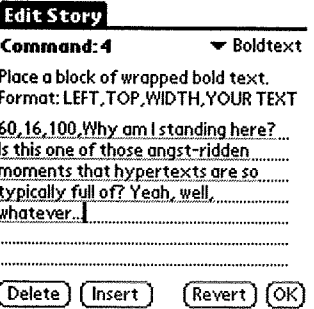 Edit Story
Command: 4 Boldtext
Place a block of wrapped bold text.
Format: LEFT,TOP,WIDTH,YOUR TEXT
60,16,100,Why am I standing here?
Is this one of those angst-ridden
moments that hypertexts are so
typically full of? Yeah, well,
whatever...
Delete Insert Revert OK